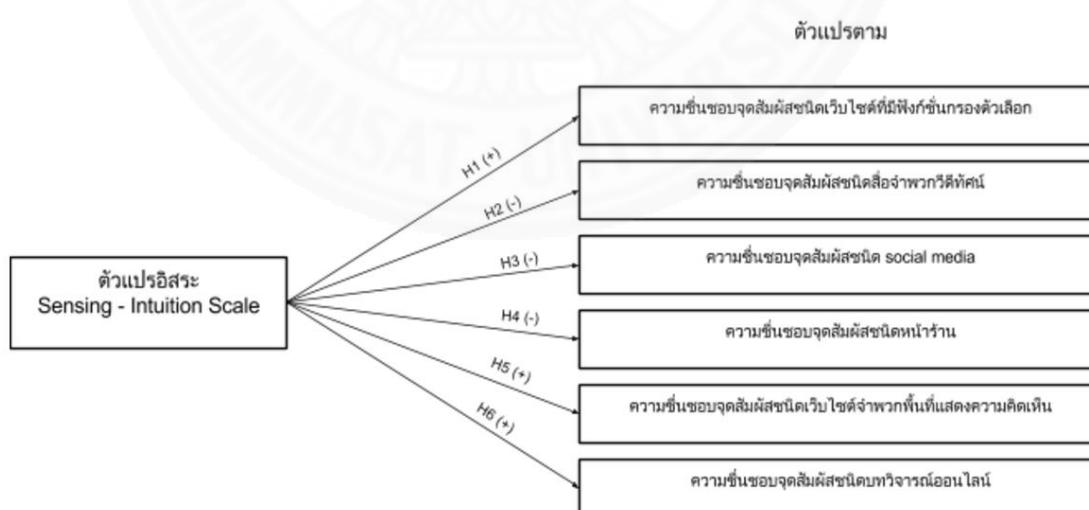 ตัวแปรตาม
ความชื่นชอบจุดสัมผัสชนิดเว็บไซต์ที่มีฟังก์ชั่นกรองตัวเลือก
H1 (+)
ความชื่นชอบจุดสัมผัสชนิดสื่อจำพวกวีดีทัศน์
H2 (-)
ความชื่นชอบจุดสัมผัสชนิด social media
H3 (-)
ตัวแปรอิสระ
Sensing - Intuition Scale
H4 (-)
ความชื่นชอบจุดสัมผัสชนิดหน้าร้าน
H5 (+)
ความชื่นชอบจุดสัมผัสชนิดเว็บไซต์จำพวกพื้นที่แสดงความคิดเห็น
H6 (+)
ความชื่นชอบจุดสัมผัสชนิดบทวิจารณ์ออนไลน์